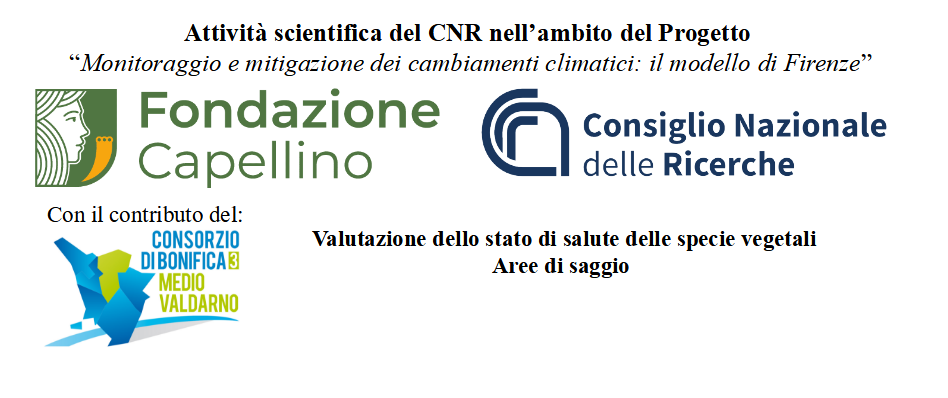 Attività scientifica del CNR nell’ambito del Progetto
“Monitoraggio e mitigazione dei cambiamenti climatici: il modello di Firenze”
Fondazione
Capellino
Consiglio Nazionale
delle Ricerche
Con il contributo del:
CONSORZIO
DI BONIFICA 3
MEDIO
VALDARNO
Valutazione dello stato di salute delle specie vegetali
Aree di saggio